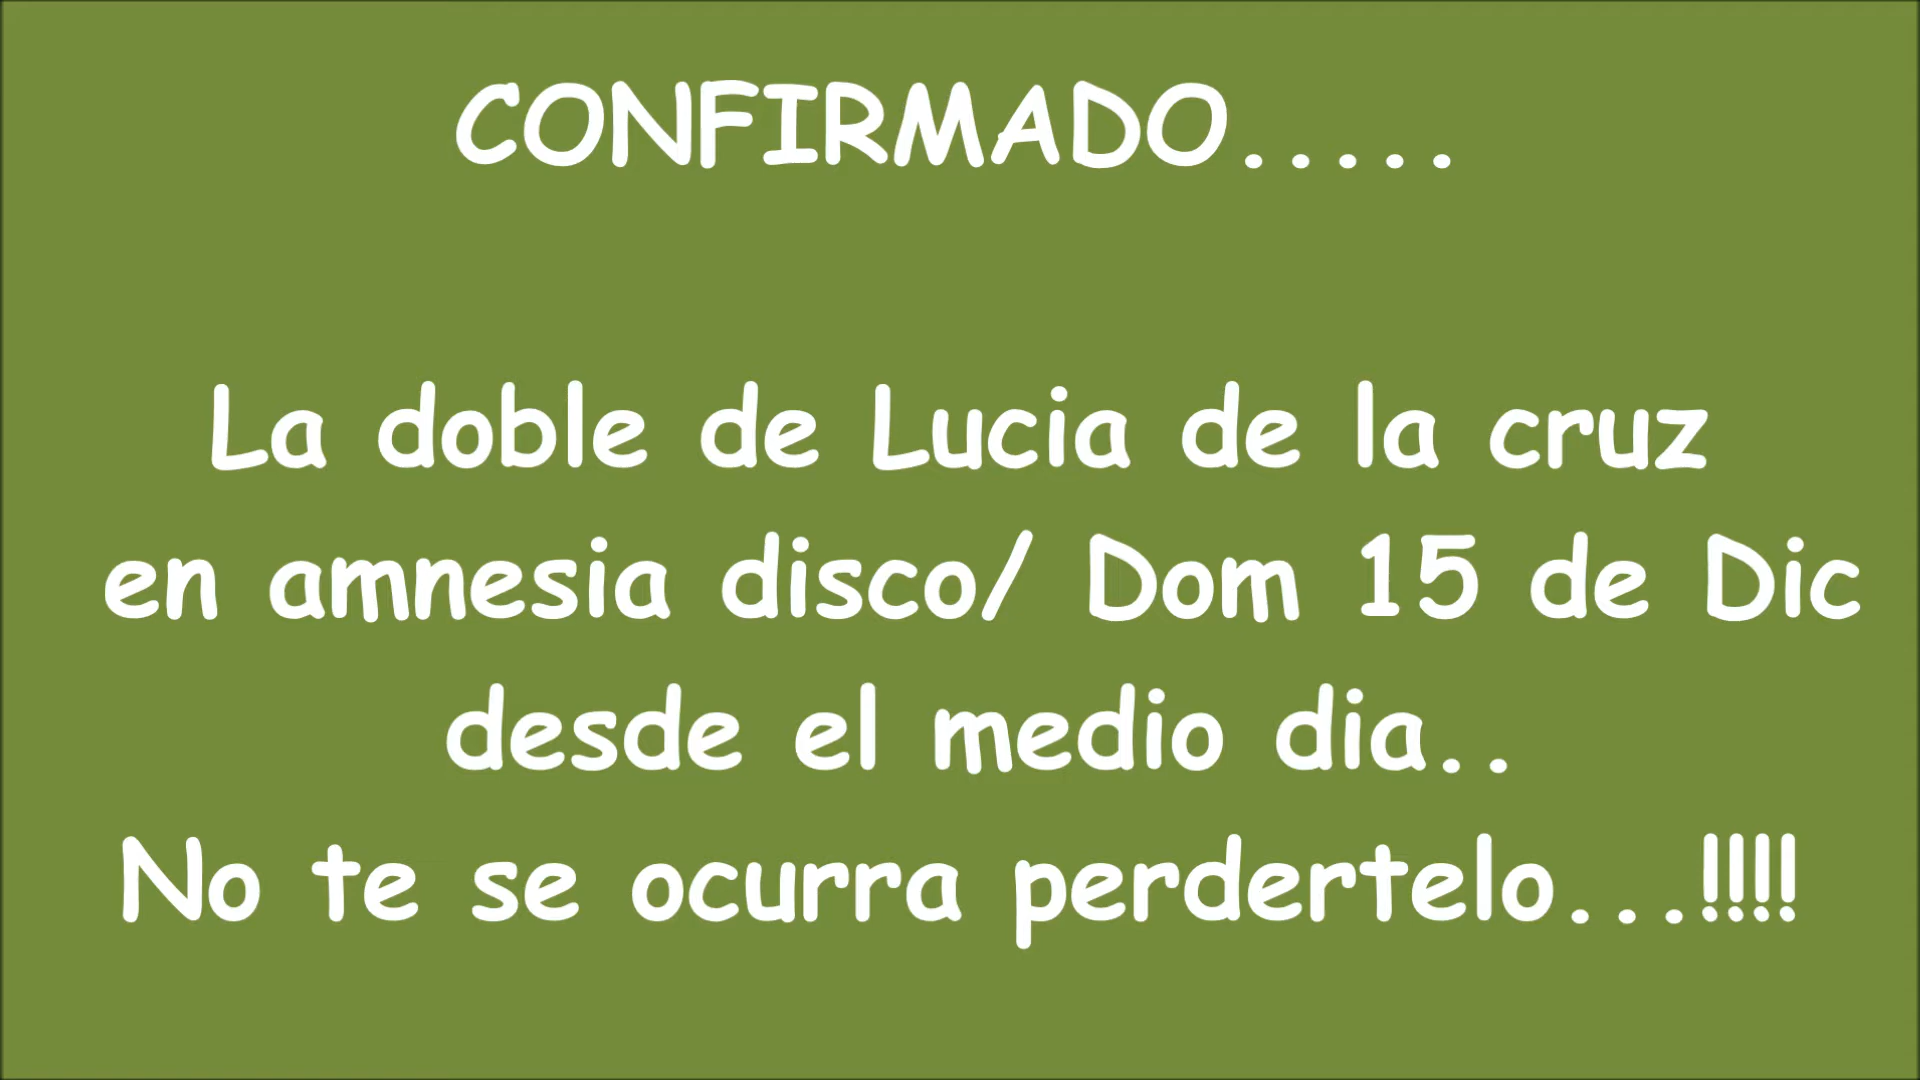 CONFIRMADO.....
La doble de Lucia de la cruz
en amnesia disco/ Dom 15 de Dic
desde el medio dia..
No te se ocurra perdertelo...!!!!